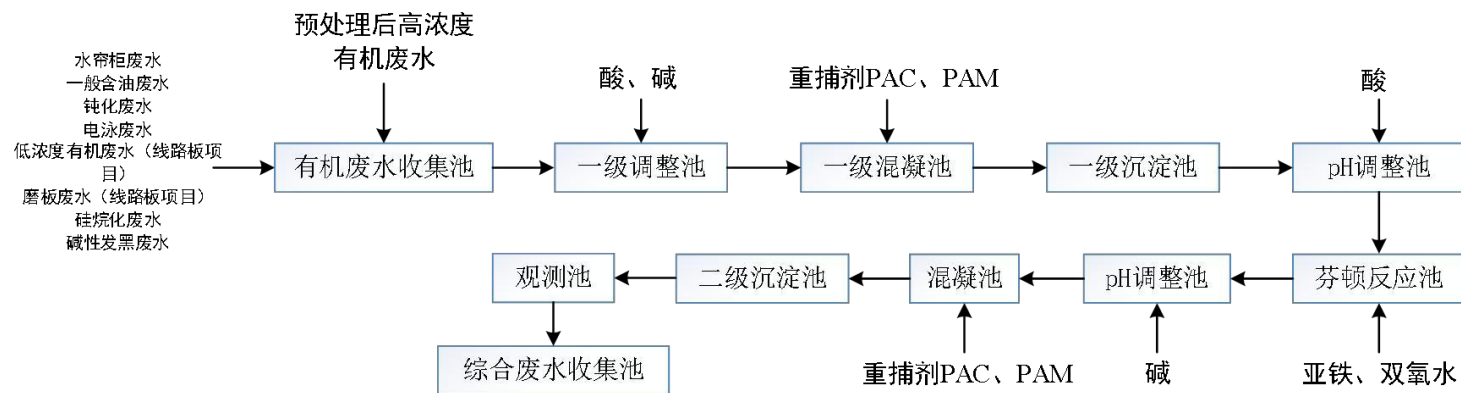 预处理后高浓度
有机废水
水帘柜废水
一般含油废水
钝化废水
电泳废水
低浓度有机废水（线路板项
目）
磨板废水（线路板项目）
硅烷化废水
碱性发黑废水
酸、碱
重捕剂PAC、PAM
酸
有机废水收集池
一级调整池
一级混凝池
一级沉淀池
pH调整池
观测池
二级沉淀池
混凝池
pH调整池
芬顿反应池
综合废水收集池
重捕剂PAC、PAM
碱
亚铁、双氧水